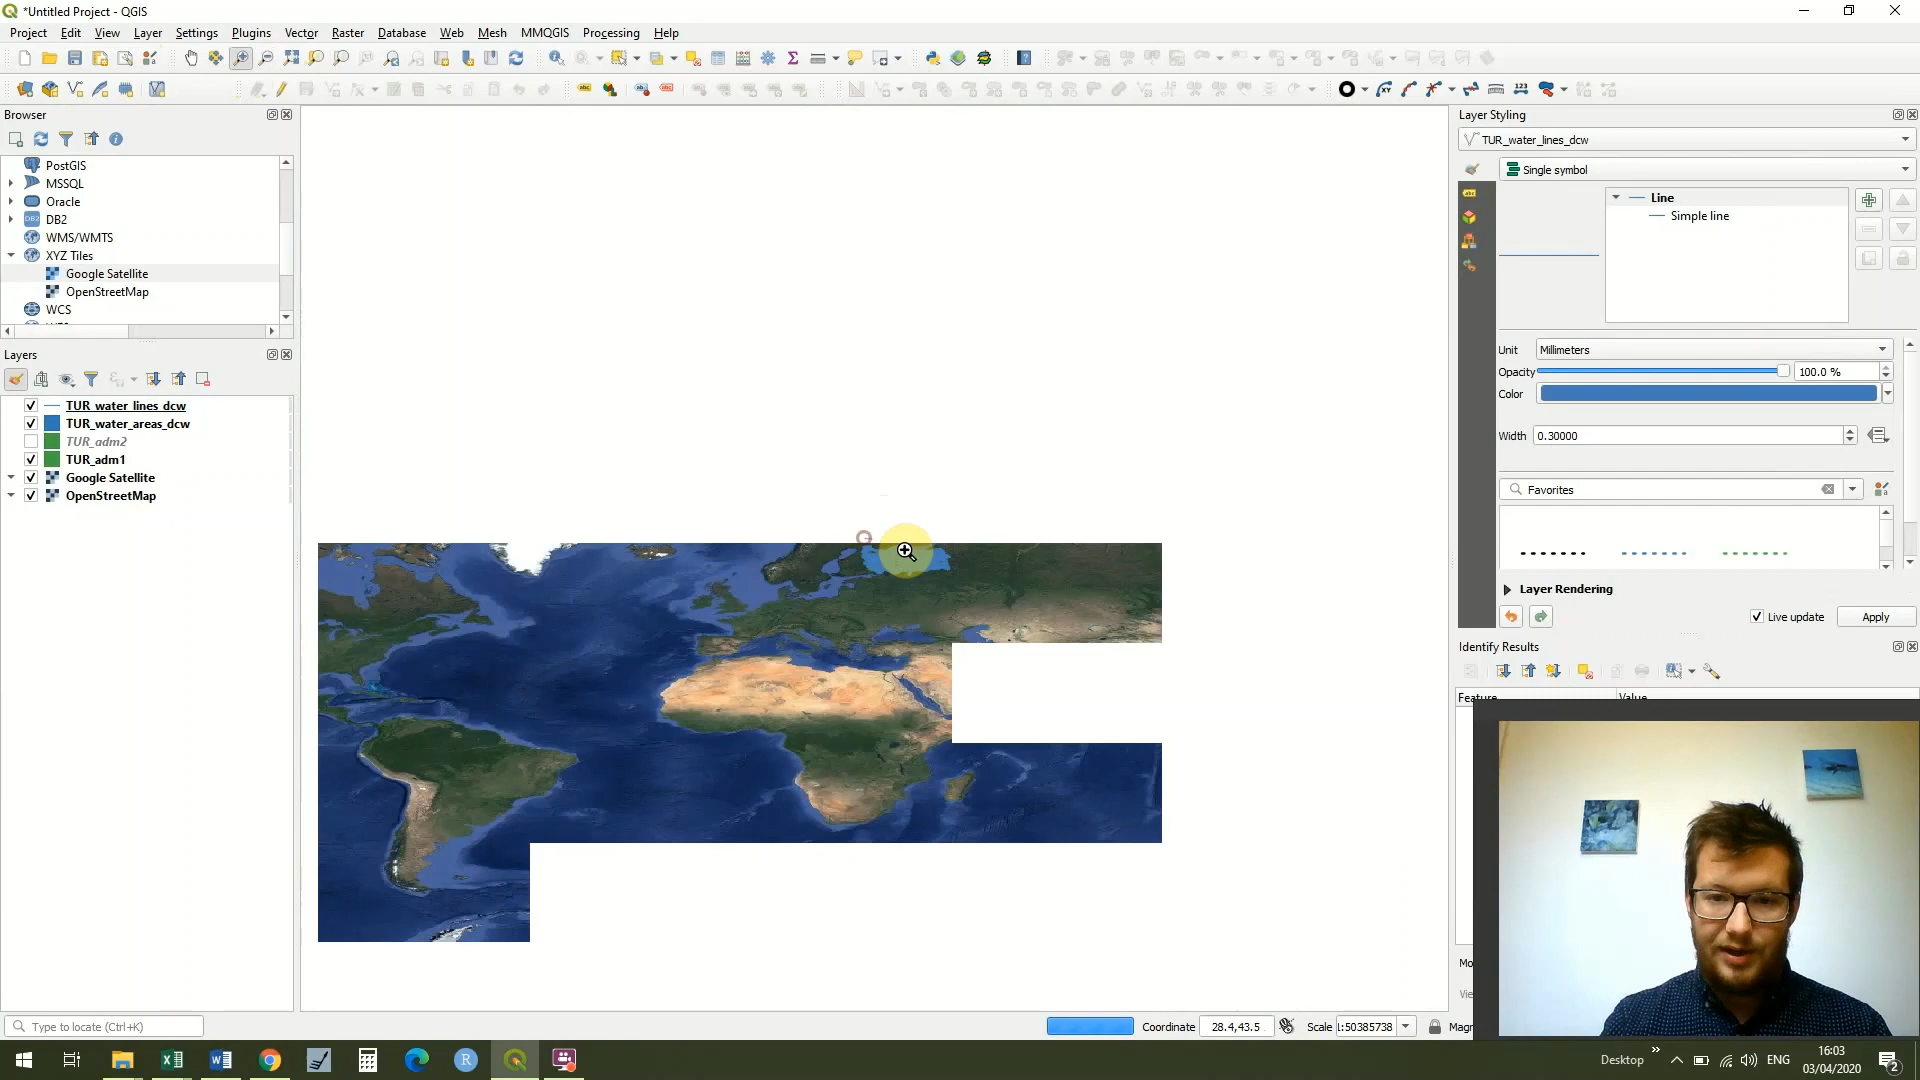 *Untitled Project - QGIS
Project Edit View Layer Settings Plugins Vector Raster Database Web Mesh MMQGIS Processing Help
Browser
PostGIS
MSSQL
Oracle
DB2
WMS/WMTS
XYZ Tiles
Google Satellite
OpenStreetMap
WCS
Layers
TUR_water_lines_dcw
TUR_water_areas_dcw
TUR_adm2
TUR_adm1
Google Satellite
OpenStreetMap
Type to locate (Ctrl+K)
Layer Styling
TUR_water_lines_dcw
Single symbol
Line
Simple line
Unit Millimeters
Opacity 100.0 %
Color
Width 0.30000
Favorites
Layer Rendering
Live update Apply
Identify Results
Feature Value
Mo
Vie
Coordinate 28.4,43.5 Scale 1:50385738 Magn
Desktop ENG 16:03
03/04/2020
2